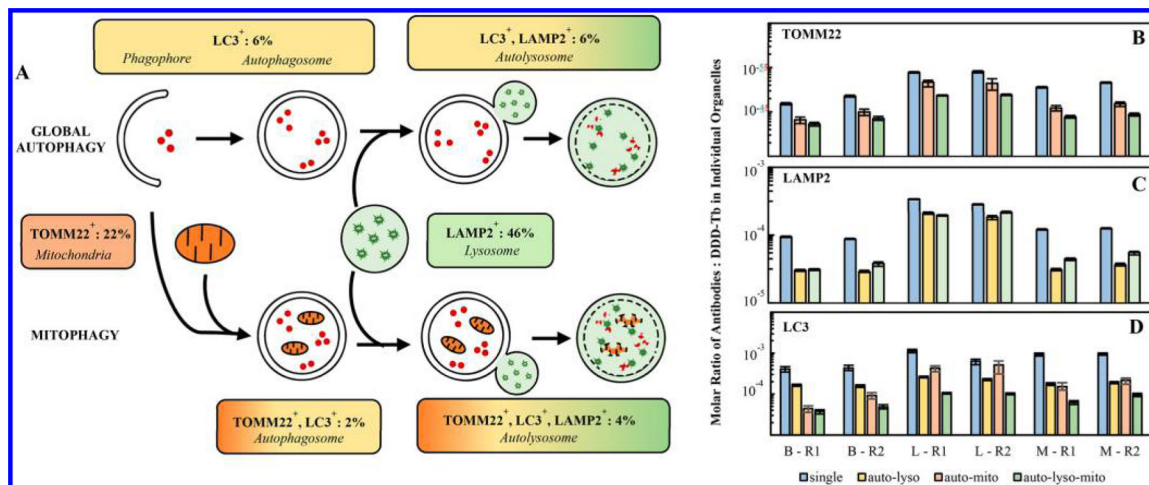 A
LC3+: 6%
Phagophore Autophagosome
LC3+, LAMP2+: 6%
Autolysosome
GLOBAL
AUTOPHAGY
TOMM22+: 22%
Mitochondria
LAMP2+: 46%
Lysosome
MITOPHAGY
TOMM22+, LC3+: 2%
Autophagosome
TOMM22+, LC3+, LAMP2+: 4%
Autolysosome
Molar Ratio of Antibodies : DDD-Tb in Individual Organelles
TOMM22
B
LAMP2
C
10-3
10-4
10-5
LC3
D
10-3
10-4
B - R1 B - R2 L - R1 L - R2 M - R1 M - R2
single auto-lyso auto-mito auto-lyso-mito